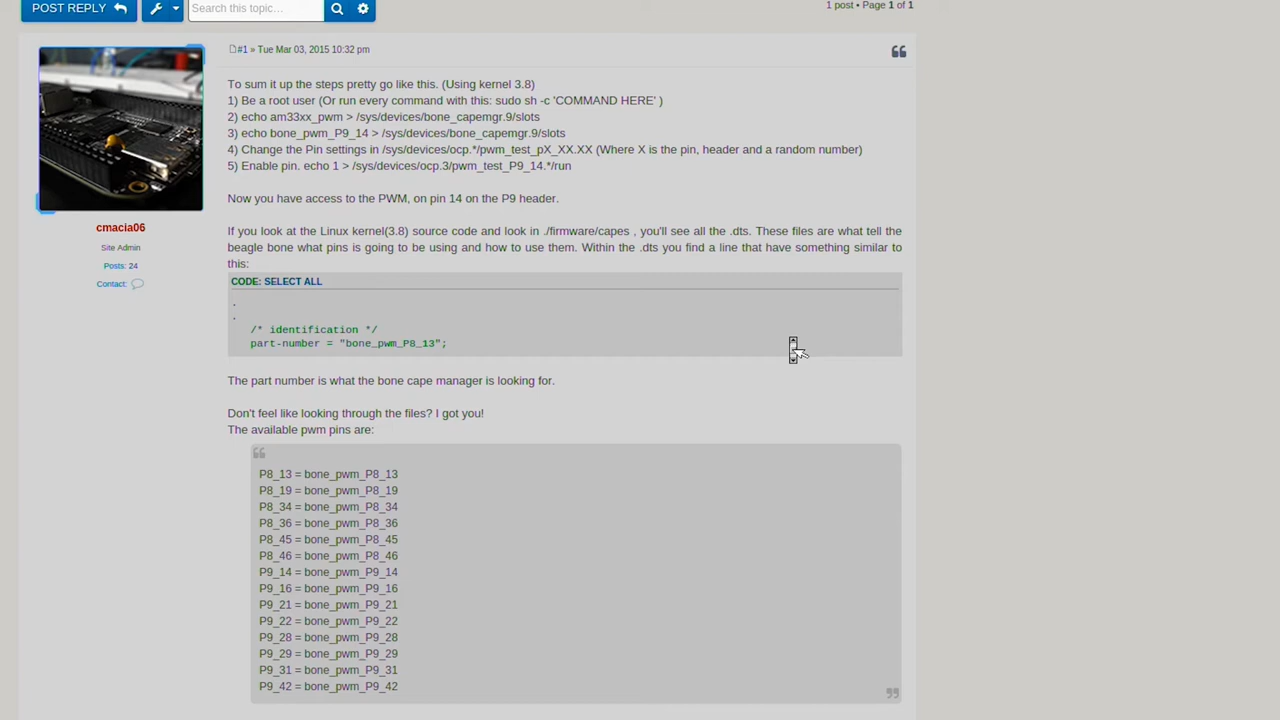 POST REPLY
Search this topic…
1 post • Page 1 of 1
#1 » Tue Mar 03, 2015 10:32 pm
To sum it up the steps pretty go like this. (Using kernel 3.8)
1) Be a root user (Or run every command with this: sudo sh -c 'COMMAND HERE' )
2) echo am33xx_pwm > /sys/devices/bone_capemgr.9/slots
3) echo bone_pwm_P9_14 > /sys/devices/bone_capemgr.9/slots
4) Change the Pin settings in /sys/devices/ocp.*/pwm_test_pX_XX.XX (Where X is the pin, header and a random number)
5) Enable pin. echo 1 > /sys/devices/ocp.3/pwm_test_P9_14.*/run
Now you have access to the PWM, on pin 14 on the P9 header.
If you look at the Linux kernel(3.8) source code and look in ./firmware/capes , you'll see all the .dts. These files are what tell the
beagle bone what pins is going to be using and how to use them. Within the .dts you find a line that have something similar to
this:
CODE: SELECT ALL
.
.
/* identification */
part-number = "bone_pwm_P8_13";
The part number is what the bone cape manager is looking for.
Don't feel like looking through the files? I got you!
The available pwm pins are:
P8_13 = bone_pwm_P8_13
P8_19 = bone_pwm_P8_19
P8_34 = bone_pwm_P8_34
P8_36 = bone_pwm_P8_36
P8_45 = bone_pwm_P8_45
P8_46 = bone_pwm_P8_46
P9_14 = bone_pwm_P9_14
P9_16 = bone_pwm_P9_16
P9_21 = bone_pwm_P9_21
P9_22 = bone_pwm_P9_22
P9_28 = bone_pwm_P9_28
P9_29 = bone_pwm_P9_29
P9_31 = bone_pwm_P9_31
P9_42 = bone_pwm_P9_42
cmacia06
Site Admin
Posts: 24
Contact: